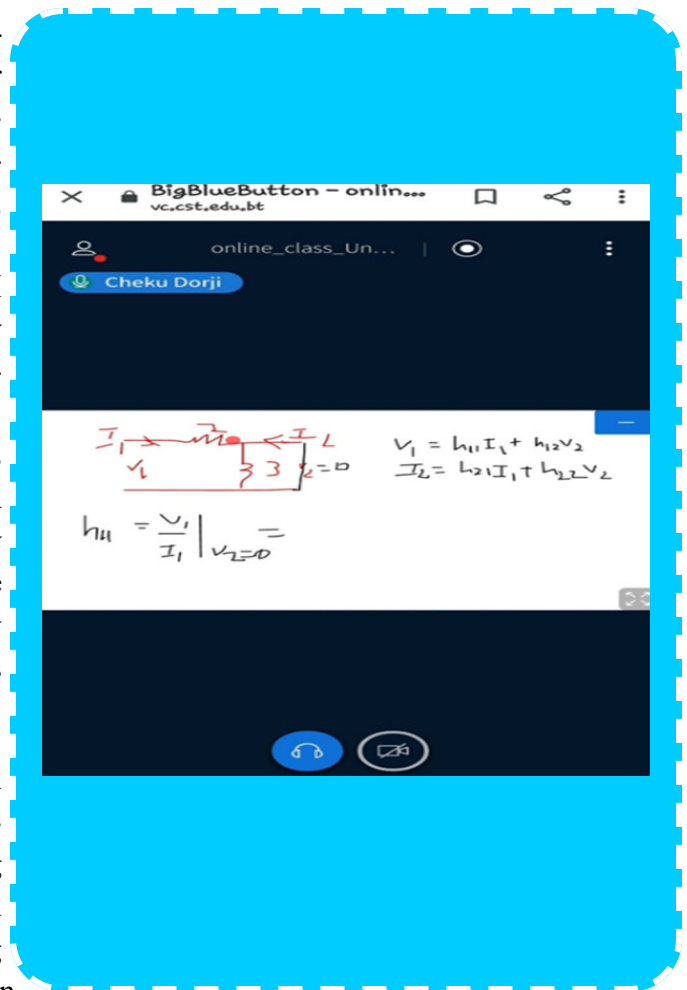 BigBlueButton – onlin...
vc.cst.edu.bt
online_class_Un...
Cheku Dorji
I₁ 2 I2
V₁ 3 V2=0
V₁ = h₁₁I₁ + h₁₂V₂
I₂ = h₂₁I₁ + h₂₂V₂
h₁₁ = V₁/I₁ | V₂=0 =